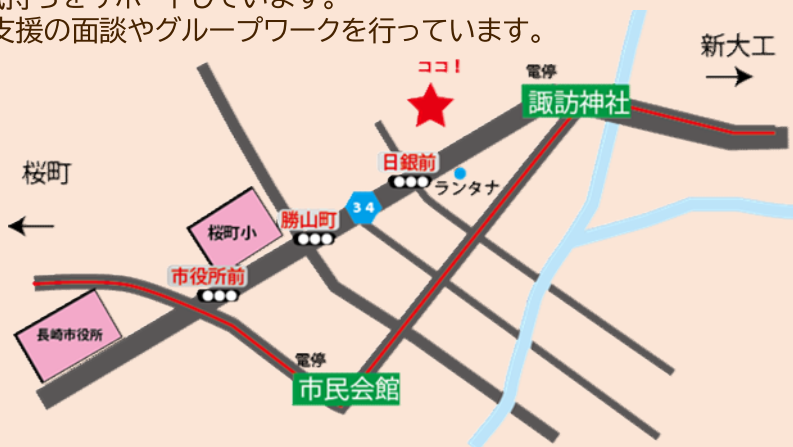 支援の面談やグループワークを行っています。
新大工
ココ！
電停
諏訪神社
日銀前
ランタナ
桜町
34
勝山町
桜町小
市役所前
長崎市役所
電停
市民会館